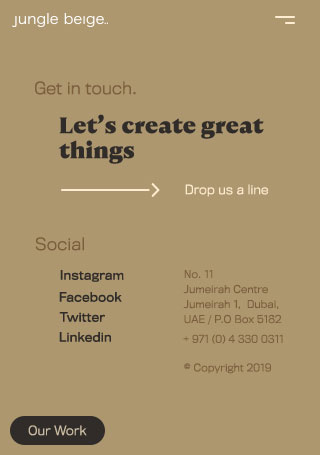 jungle beige..
Get in touch.
Let's create great
things
Drop us a line
Social
Instagram
Facebook
Twitter
Linkedin
No. 11
Jumeirah Centre
Jumeirah 1, Dubai,
UAE / P.O Box 5182
+ 971 (0) 4 330 0311
© Copyright 2019
Our Work